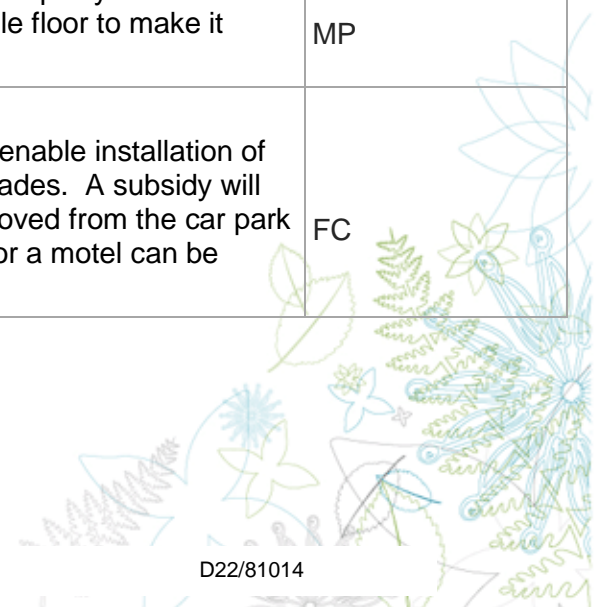 le floor to make it
MP
enable installation of
ades.  A subsidy will
oved from the car park
FC
or a motel can be
D22/81014